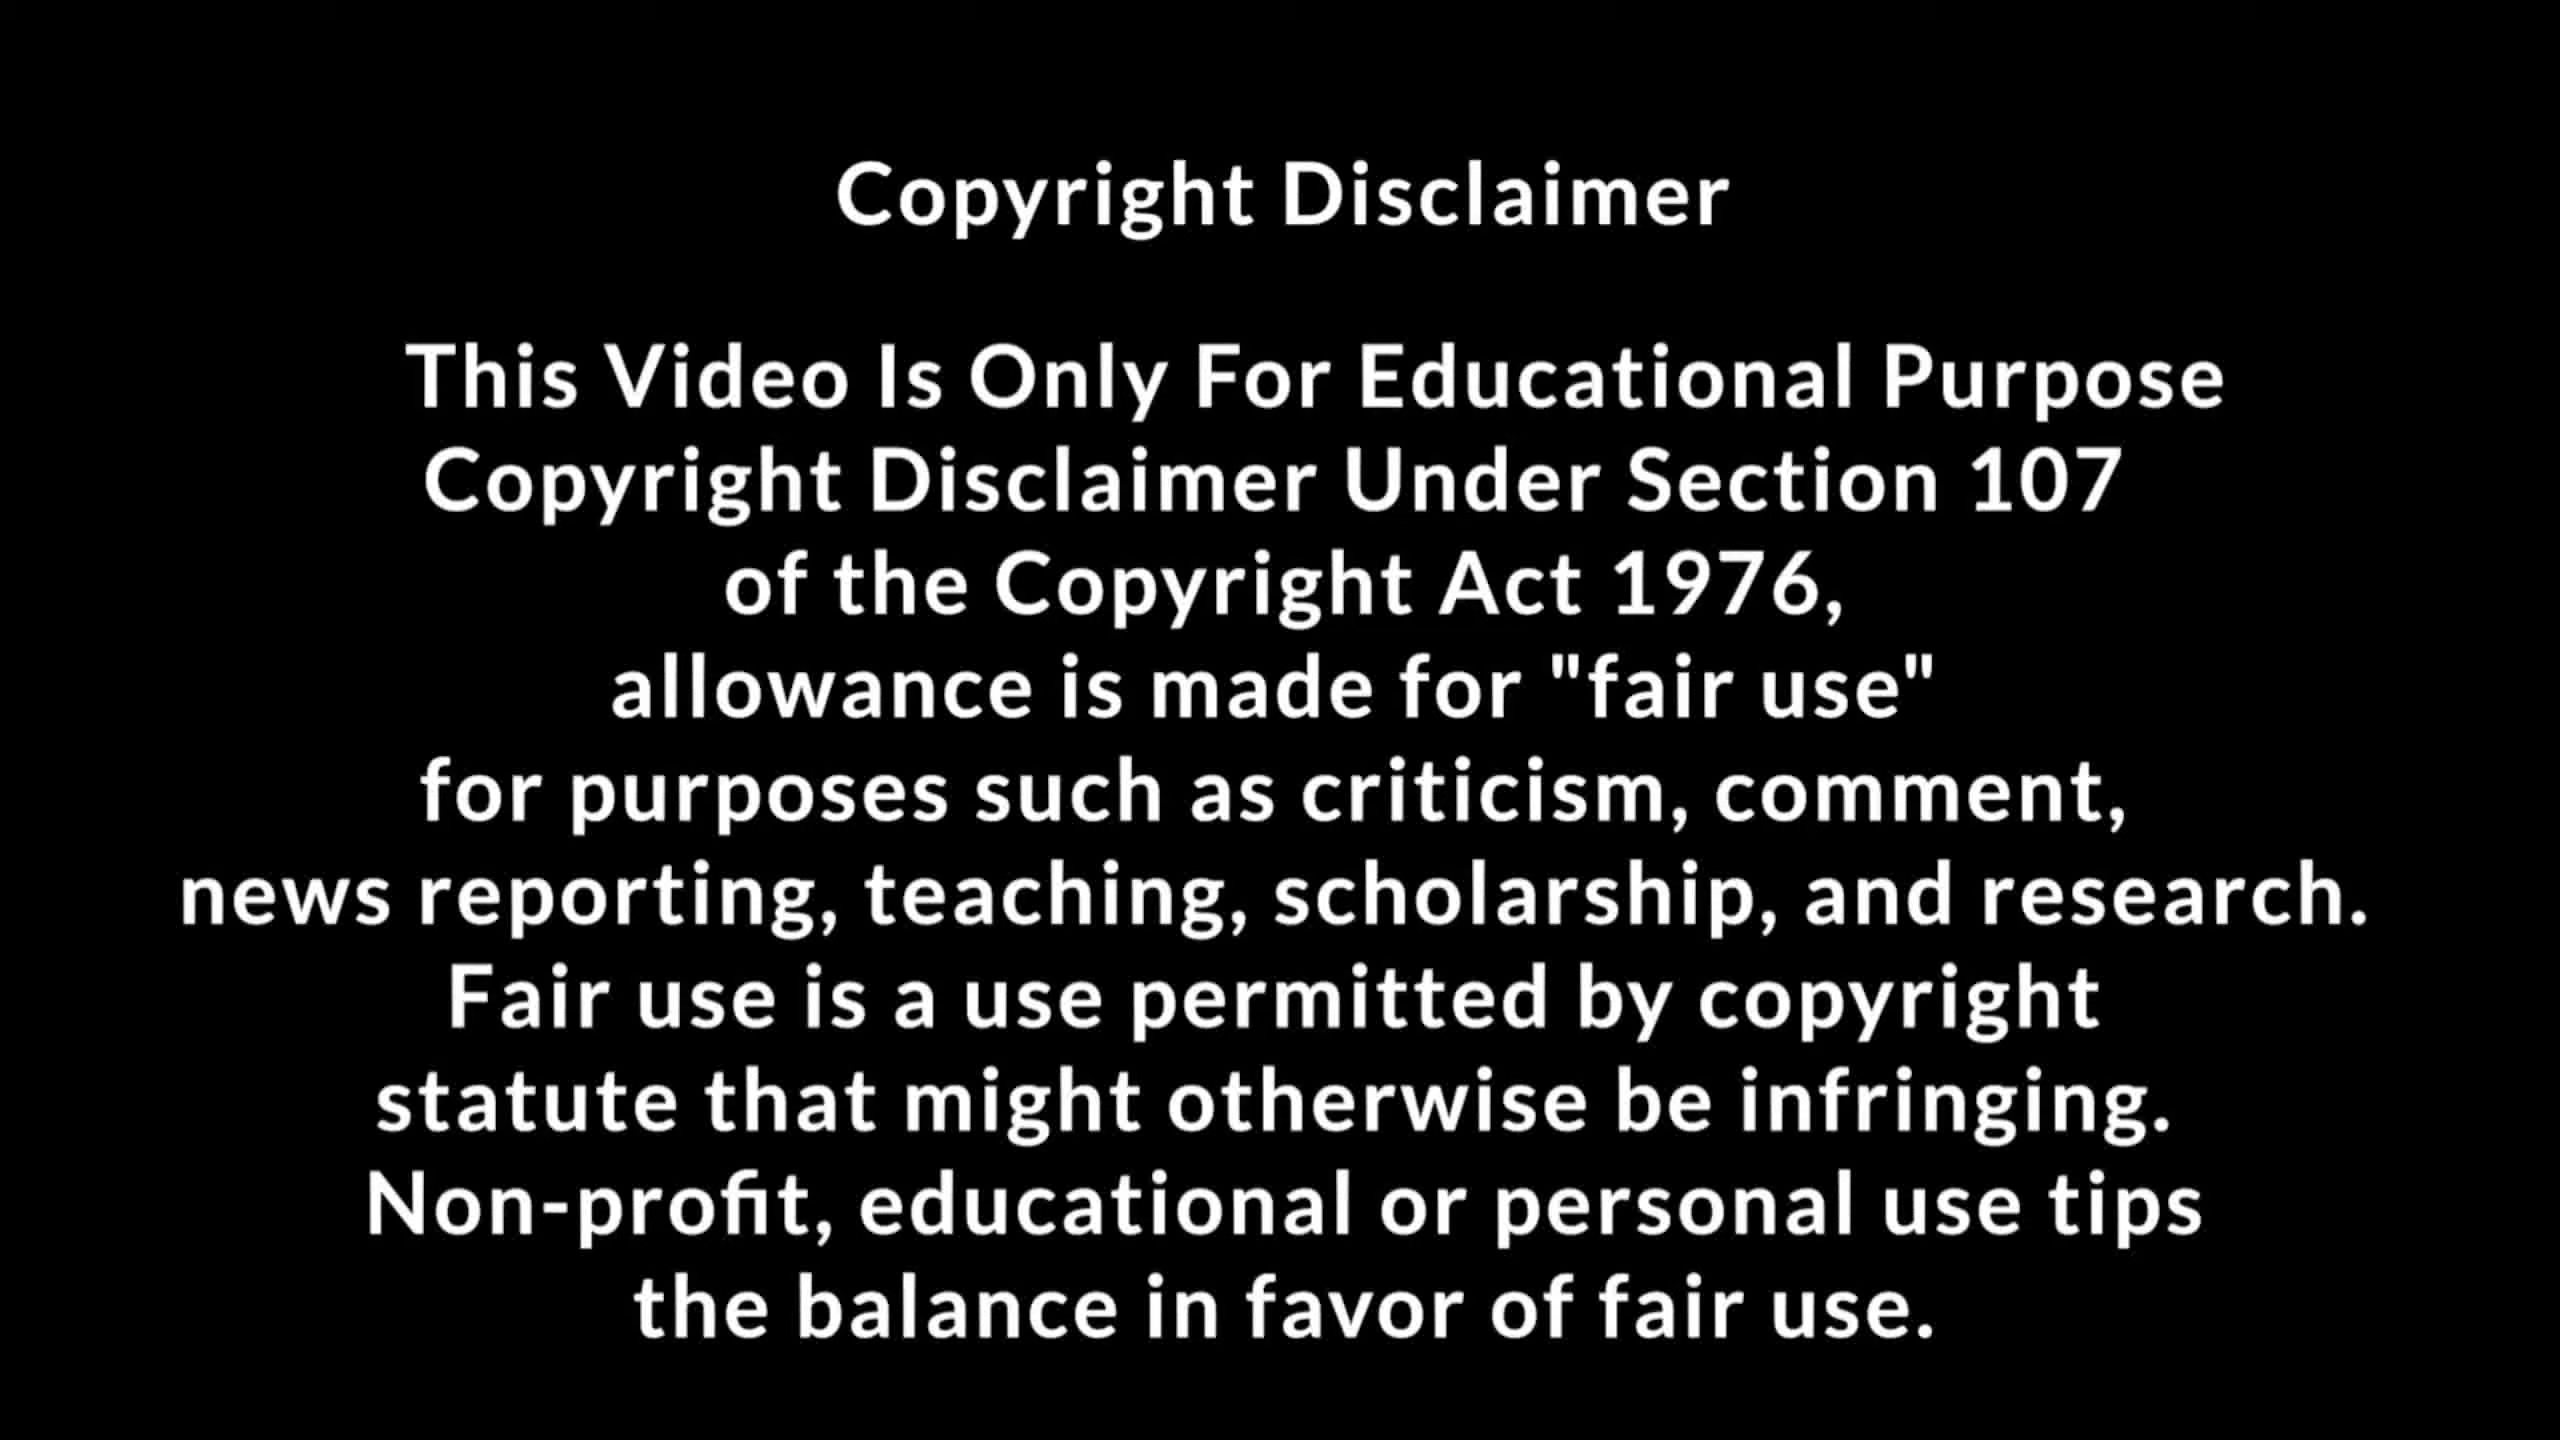 Copyright Disclaimer
This Video Is Only For Educational Purpose
Copyright Disclaimer Under Section 107
of the Copyright Act 1976,
allowance is made for "fair use"
for purposes such as criticism, comment,
news reporting, teaching, scholarship, and research.
Fair use is a use permitted by copyright
statute that might otherwise be infringing.
Non-profit, educational or personal use tips
the balance in favor of fair use.